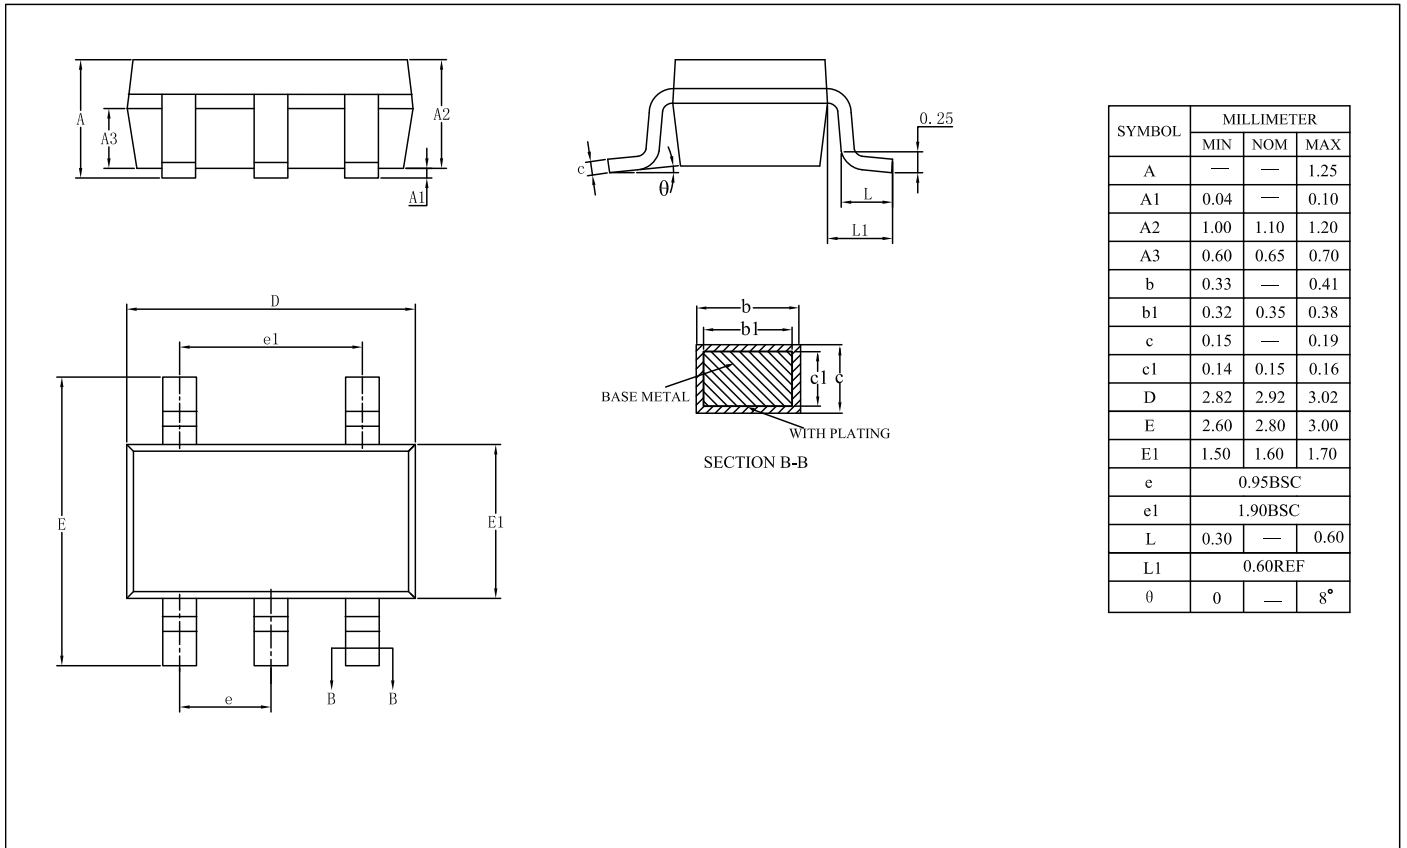 A
A3
A2
A1
c
θ
0.25
L
L1
D
e1
E
E1
e
B
B
b
b1
c1
c
BASE METAL
WITH PLATING
SECTION B-B
SYMBOL MILLIMETER
MIN NOM MAX
A — — 1.25
A1 0.04 — 0.10
A2 1.00 1.10 1.20
A3 0.60 0.65 0.70
b 0.33 — 0.41
b1 0.32 0.35 0.38
c 0.15 — 0.19
c1 0.14 0.15 0.16
D 2.82 2.92 3.02
E 2.60 2.80 3.00
E1 1.50 1.60 1.70
e 0.95BSC
e1 1.90BSC
L 0.30 — 0.60
L1 0.60REF
θ 0 — 8°